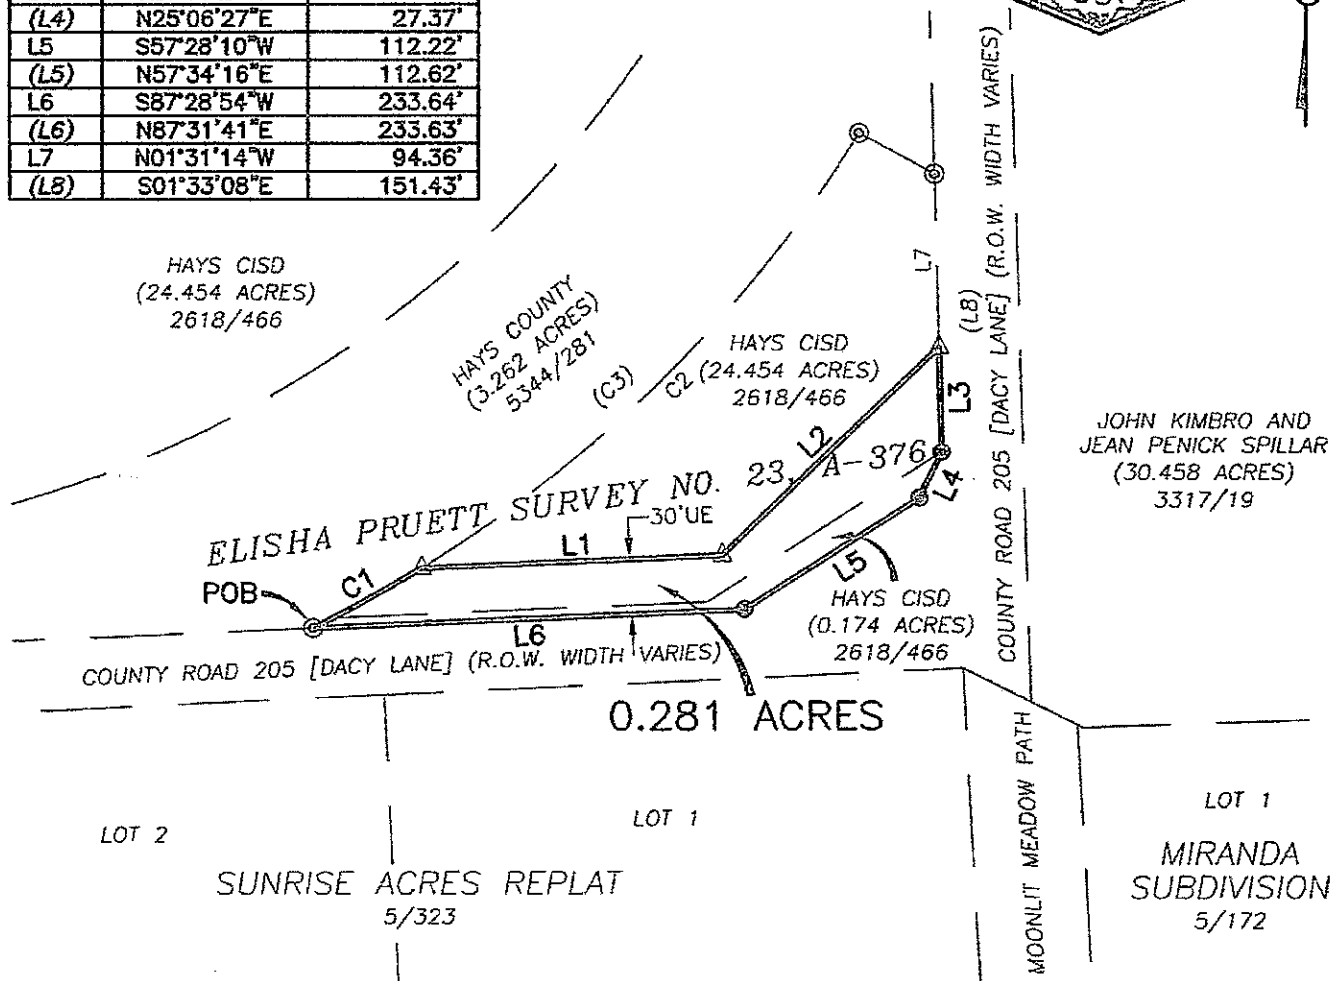 (L4) N25°06'27"E 27.37'
L5 S57°28'10"W 112.22'
(L5) N57°34'16"E 112.62'
L6 S87°28'54"W 233.64'
(L6) N87°31'41"E 233.63'
L7 N01°31'14"W 94.36'
(L8) S01°33'08"E 151.43'
HAYS CISD
(24.454 ACRES)
2618/466
HAYS COUNTY
(3.262 ACRES)
5344/281
(C3)
C2
HAYS CISD
(24.454 ACRES)
2618/466
L7
(L8)
COUNTY ROAD 205 [DACY LANE] (R.O.W. WIDTH VARIES)
JOHN KIMBRO AND
JEAN PENICK SPILLAR
(30.458 ACRES)
3317/19
L3
L2
L4
ELISHA PRUETT SURVEY NO. 23, A-376
30'UE
L1
C1
POB
L5
HAYS CISD
(0.174 ACRES)
2618/466
L6
COUNTY ROAD 205 [DACY LANE] (R.O.W. WIDTH VARIES)
0.281 ACRES
MOONLIT MEADOW PATH
LOT 2
LOT 1
LOT 1
SUNRISE ACRES REPLAT
5/323
MIRANDA
SUBDIVISION
5/172